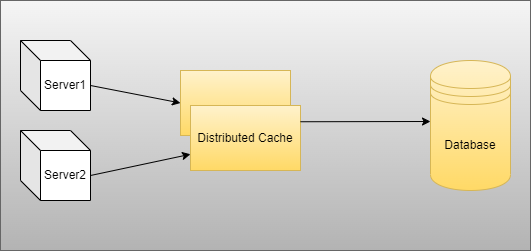 Server1
Server2
Distributed Cache
Database